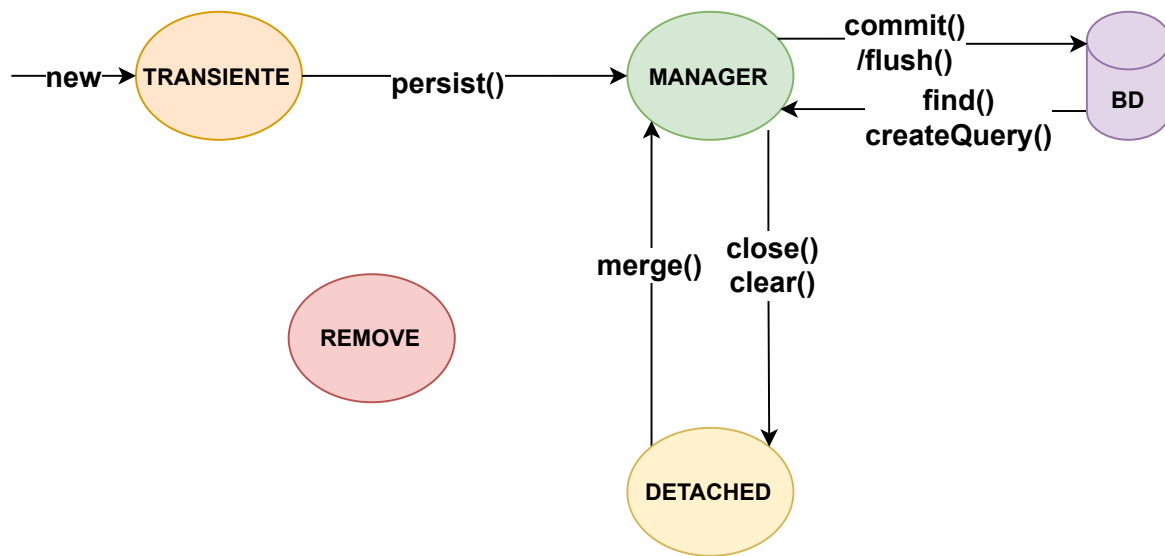 new
TRANSIENTE
persist()
MANAGER
commit()
/flush()
find()
createQuery()
BD
merge()
close()
clear()
REMOVE
DETACHED